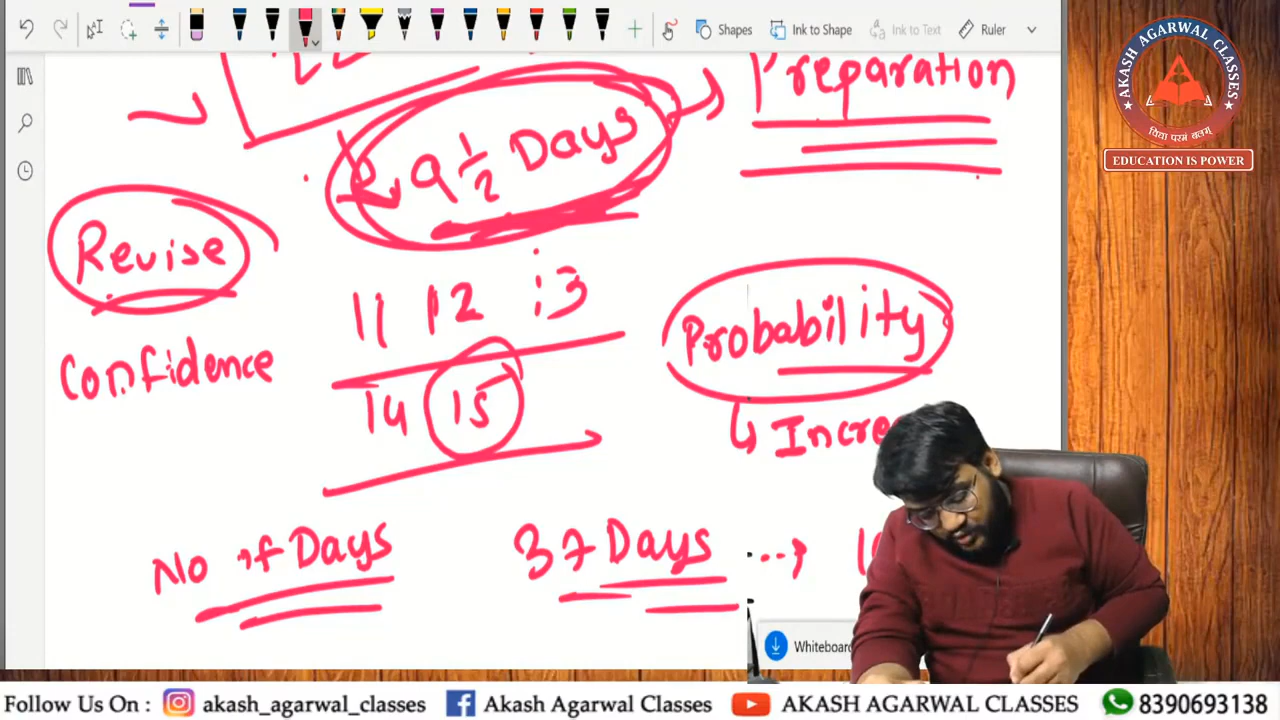 Shapes Ink to Shape Ink to Text Ruler
Preparation
9 1/2 Days
Revise
11 12 13
Probability
Confidence
14 15
No of Days 37 Days
Whiteboard
AKASH AGARWAL CLASSES
विद्या परमं बलम्
EDUCATION IS POWER
Follow Us On : akash_agarwal_classes Akash Agarwal Classes AKASH AGARWAL CLASSES 8390693138